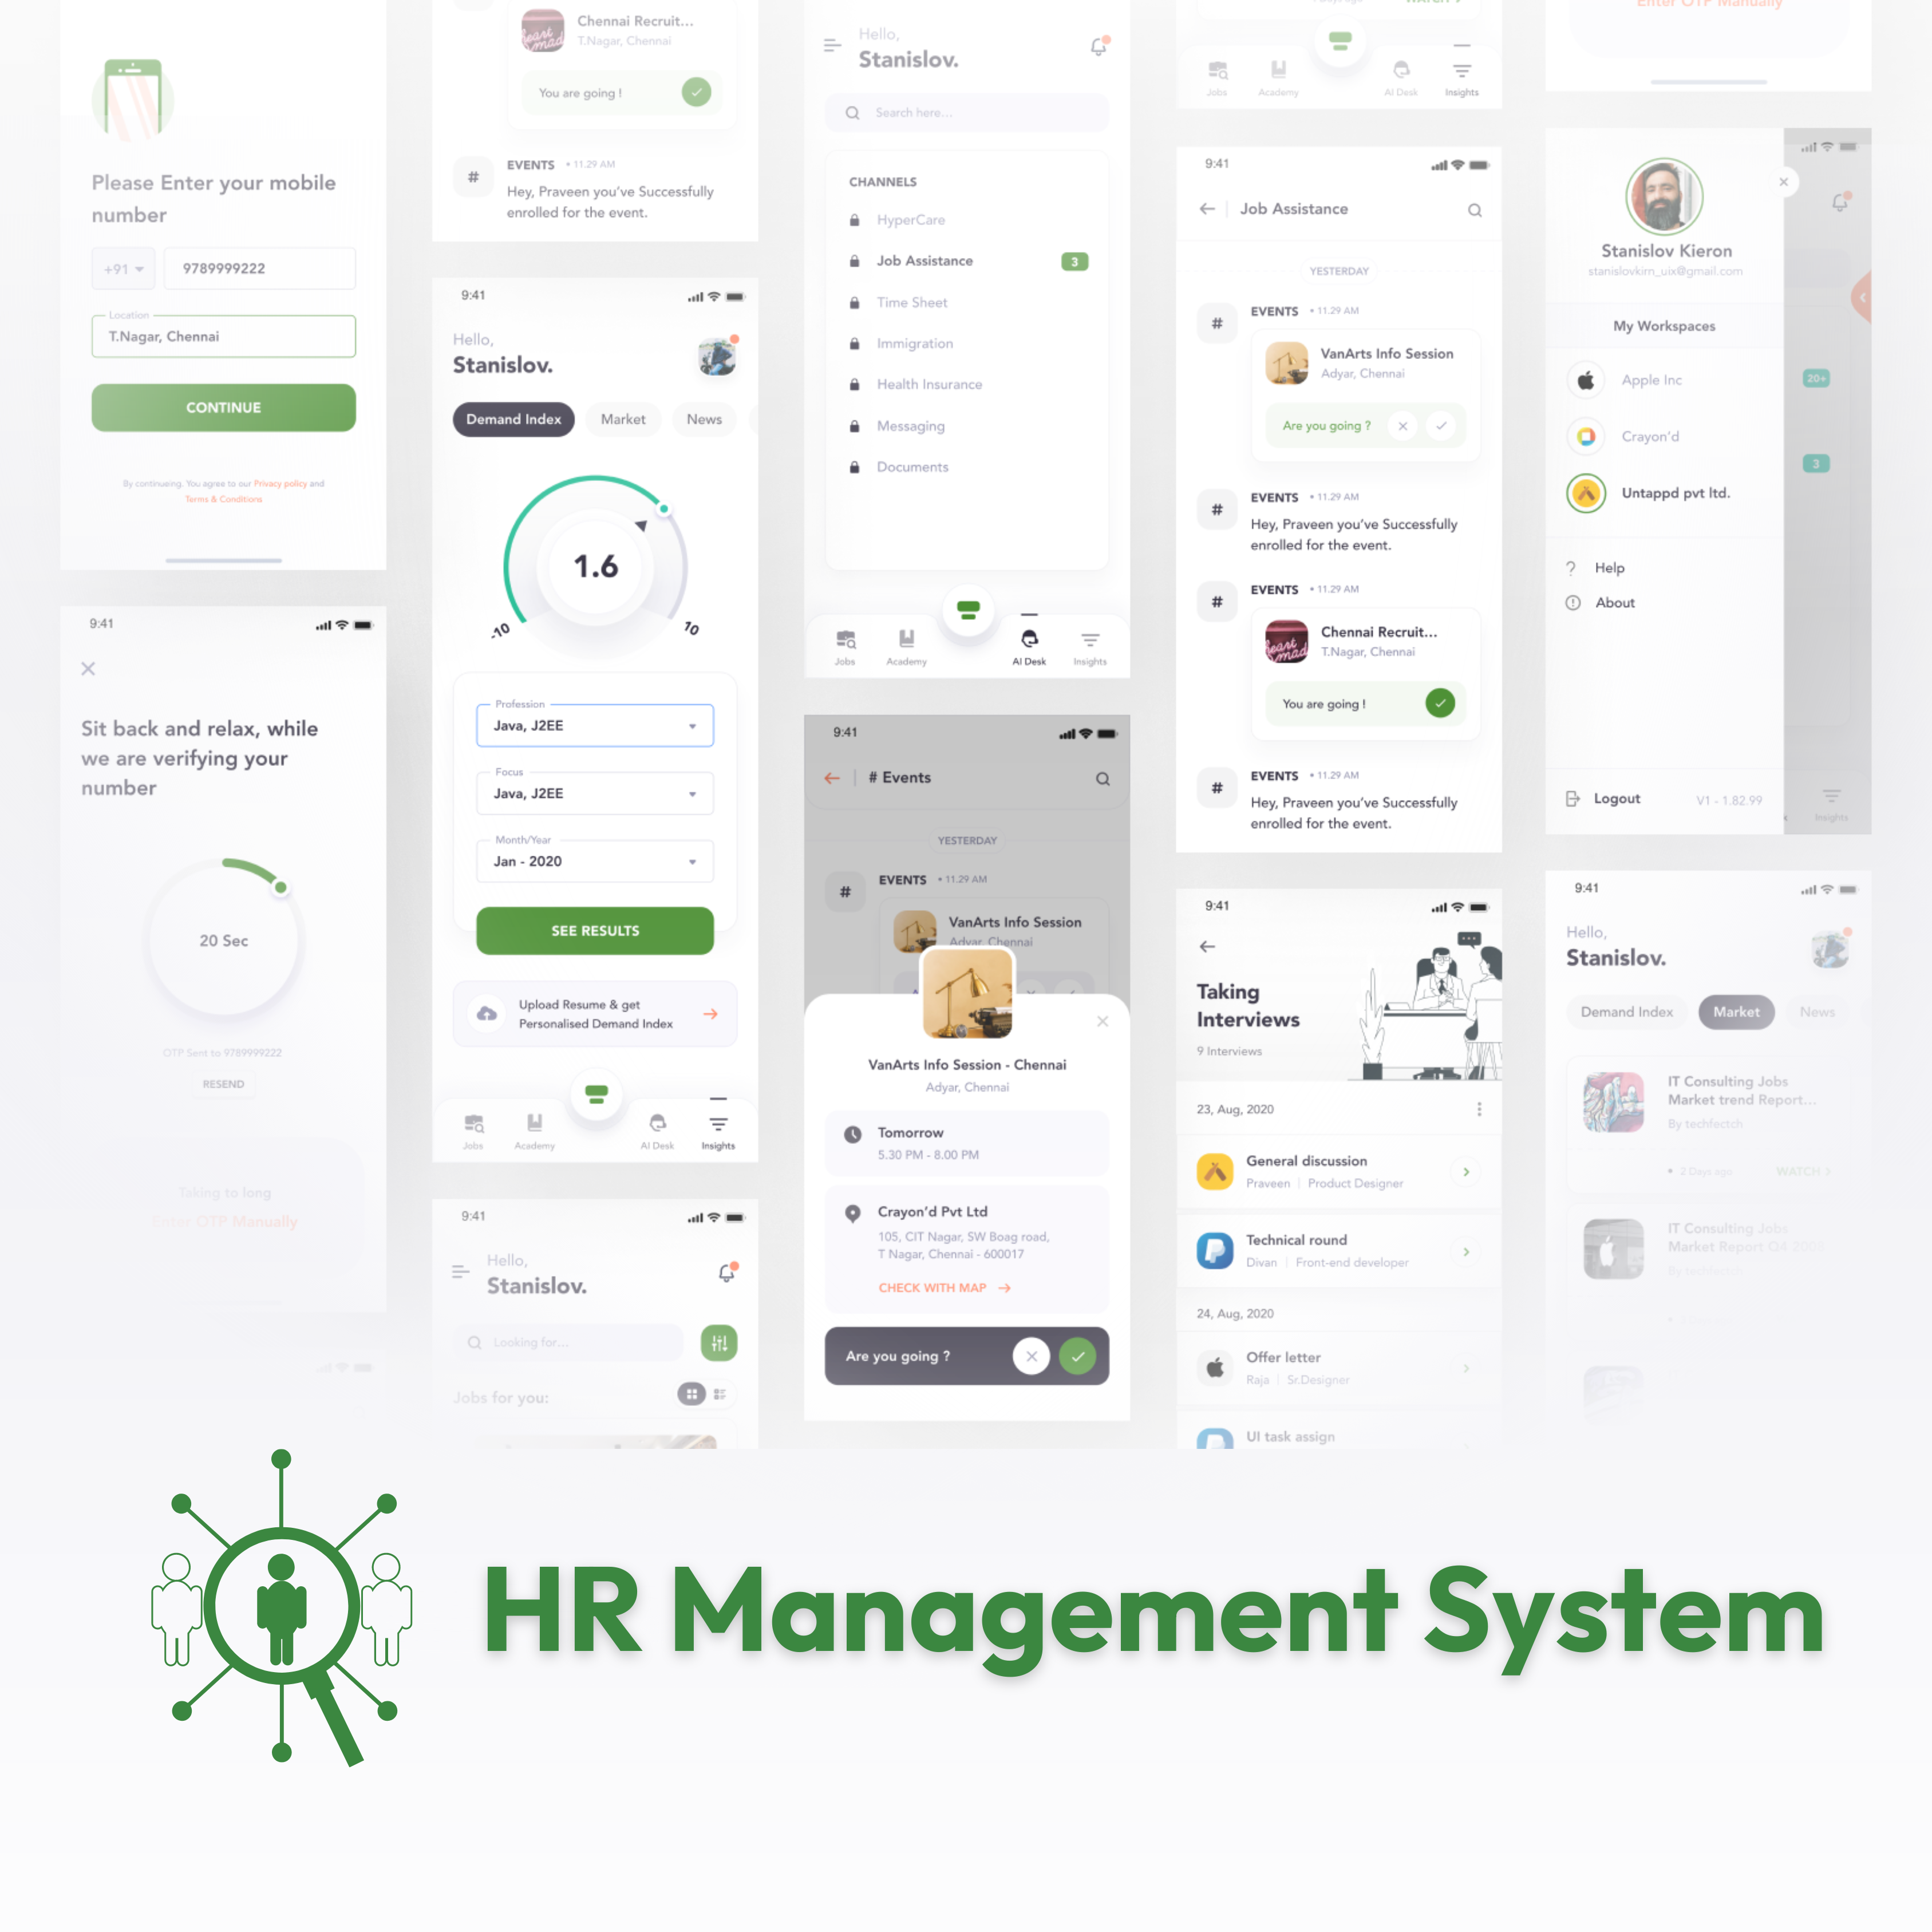 Please Enter your mobile
number
+91
9789999222
Location
T.Nagar, Chennai
CONTINUE
By continueing. You agree to our Privacy policy and
Terms & Conditions
9:41
Sit back and relax, while
we are verifying your
number
20 Sec
OTP Sent to 9789999222
RESEND
Taking to long
Enter OTP Manually
Chennai Recruit...
T.Nagar, Chennai
You are going !
# EVENTS • 11.29 AM
Hey, Praveen you've Successfully
enrolled for the event.
9:41
Hello,
Stanislov.
Demand Index Market News
1.6
-10 10
Profession
Java, J2EE
Focus
Java, J2EE
Month/Year
Jan - 2020
SEE RESULTS
Upload Resume & get
Personalised Demand Index
Jobs Academy AI Desk Insights
9:41
Hello,
Stanislov.
Looking for...
Jobs for you:
Hello,
Stanislov.
Search here...
CHANNELS
HyperCare
Job Assistance 3
Time Sheet
Immigration
Health Insurance
Messaging
Documents
Jobs Academy AI Desk Insights
9:41
# Events
YESTERDAY
# EVENTS • 11.29 AM
VanArts Info Session
Adyar, Chennai
VanArts Info Session - Chennai
Adyar, Chennai
Tomorrow
5.30 PM - 8.00 PM
Crayon'd Pvt Ltd
105, CIT Nagar, SW Boag road,
T Nagar, Chennai - 600017
CHECK WITH MAP
Are you going ?
Jobs Academy AI Desk Insights
9:41
Job Assistance
YESTERDAY
# EVENTS • 11.29 AM
VanArts Info Session
Adyar, Chennai
Are you going ?
# EVENTS • 11.29 AM
Hey, Praveen you've Successfully
enrolled for the event.
# EVENTS • 11.29 AM
Chennai Recruit...
T.Nagar, Chennai
You are going !
# EVENTS • 11.29 AM
Hey, Praveen you've Successfully
enrolled for the event.
9:41
Taking
Interviews
9 Interviews
23, Aug, 2020
General discussion
Praveen | Product Designer
Technical round
Divan | Front-end developer
24, Aug, 2020
Offer letter
Raja | Sr.Designer
UI task assign
Enter OTP Manually
Stanislov Kieron
stanislovkirn_uix@gmail.com
My Workspaces
Apple Inc 20+
Crayon'd
3
Untappd pvt ltd.
? Help
About
Logout V1 - 1.82.99
Insights
9:41
Hello,
Stanislov.
Demand Index Market News
IT Consulting Jobs
Market trend Report...
By techfectch
• 2 Days ago WATCH >
IT Consulting Jobs
Market Report Q4
HR Management System